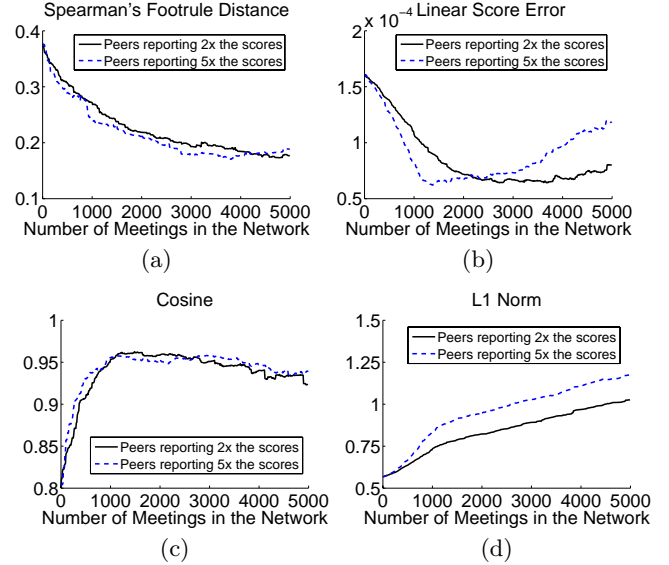 Spearman's Footrule Distance
Peers reporting 2x the scores
Peers reporting 5x the scores
0.4
0.3
0.2
0.1
0 1000 2000 3000 4000 5000
Number of Meetings in the Network
(a)
Linear Score Error
2 x 10⁻⁴
Peers reporting 2x the scores
Peers reporting 5x the scores
1.5
1
0.5
0 1000 2000 3000 4000 5000
Number of Meetings in the Network
(b)
Cosine
1
0.95
0.9
0.85
0.8
Peers reporting 2x the scores
Peers reporting 5x the scores
0 1000 2000 3000 4000 5000
Number of Meetings in the Network
(c)
L1 Norm
1.5
Peers reporting 2x the scores
Peers reporting 5x the scores
1.25
1
0.75
0.5
0 1000 2000 3000 4000 5000
Number of Meetings in the Network
(d)